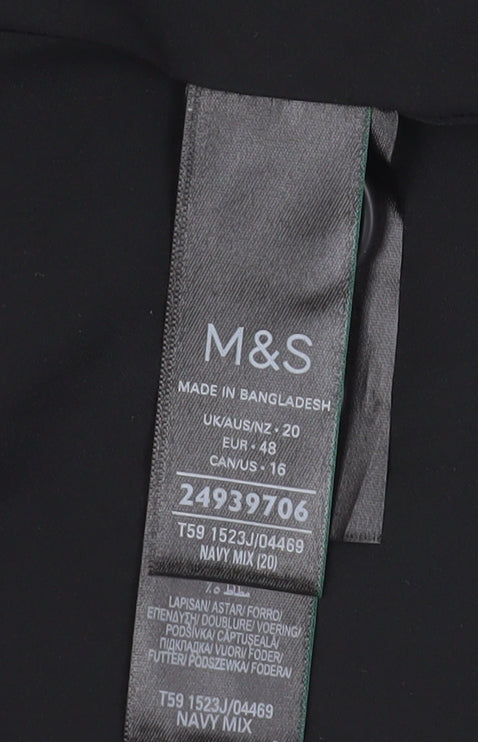 M&S
MADE IN BANGLADESH
UK/AUS/NZ • 20
EUR • 48
CAN/US • 16
24939706
T59 1523J/04469
NAVY MIX (20)
LAPISAN/ ASTAR/ FORRO/
ΕΠΕΝΔΥΤΗ/ DOUBLURE/ VOERING/
PODŠÍVKA/ CĂPTUȘEALĂ/
ПІДКЛАДКА/ VUORI/ FODER/
FUTTER/ PODSZEWKA/ FODERA/
T59 1523J/04469
NAVY MIX